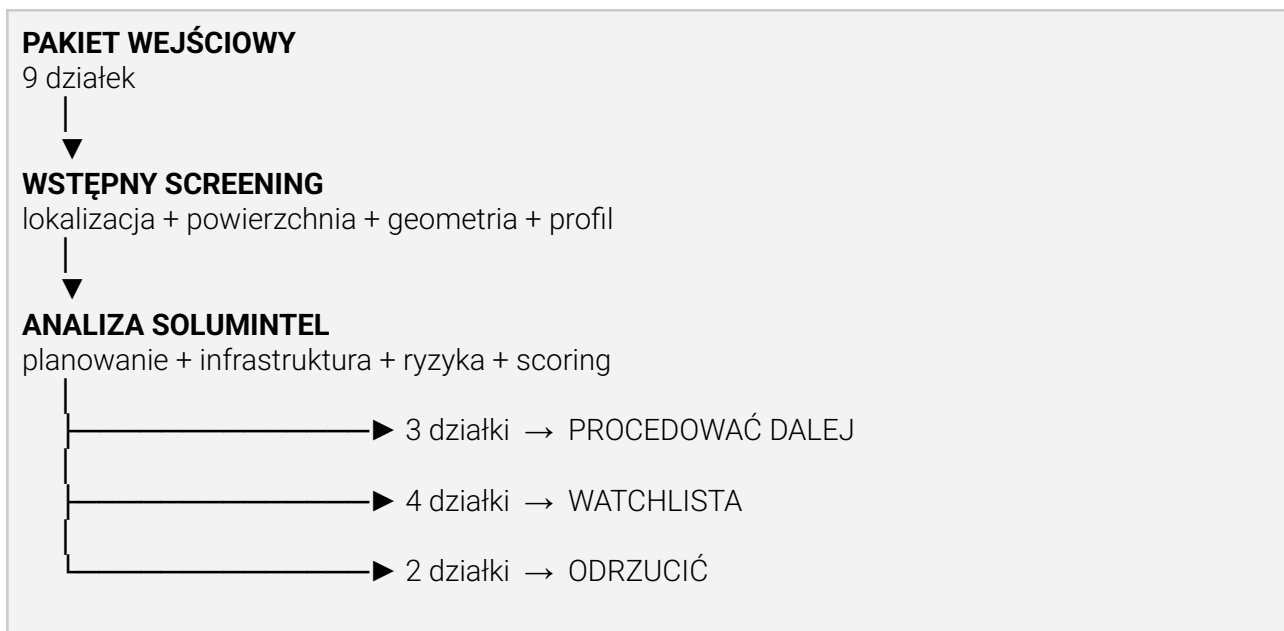 PAKIET WEJŚCIOWY
9 działek
WSTĘPNY SCREENING
lokalizacja + powierzchnia + geometria + profil
ANALIZA SOLUMINTEL
planowanie + infrastruktura + ryzyka + scoring
3 działki → PROCEDOWAĆ DALEJ
4 działki → WATCHLISTA
2 działki → ODRZUCIĆ